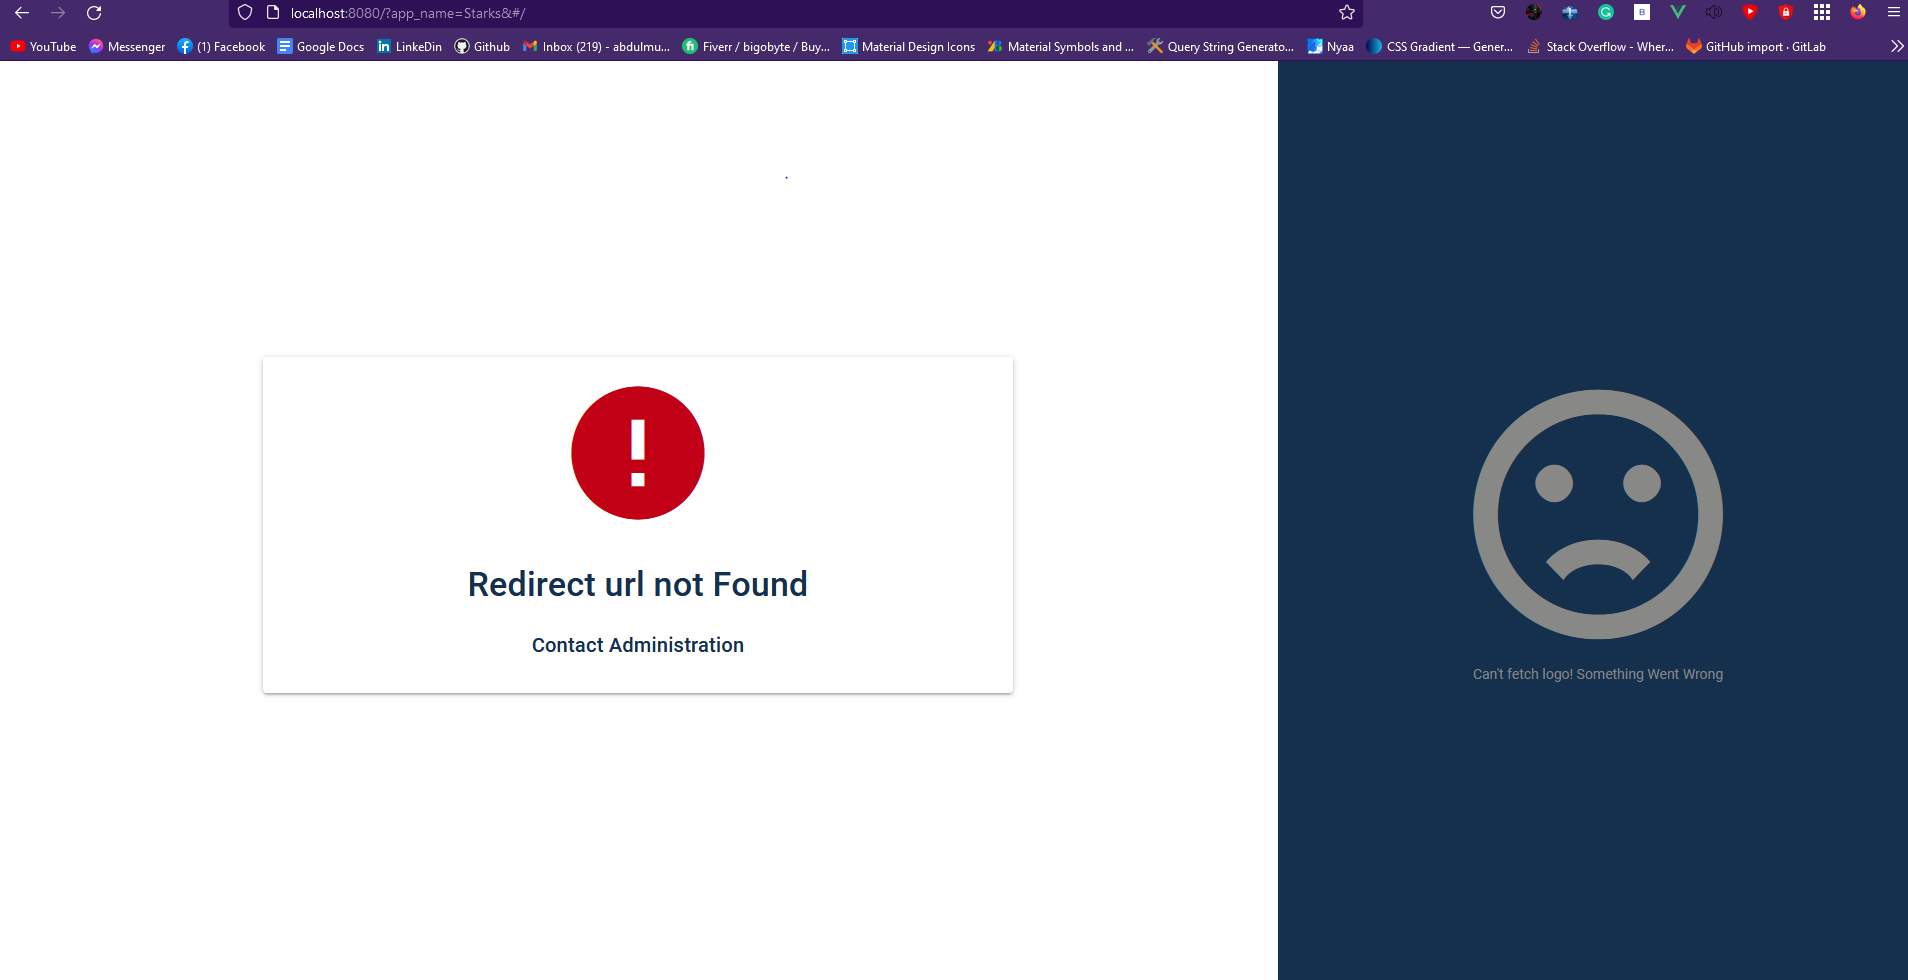 localhost:8080/?app_name=Starks&#/
YouTube Messenger (1) Facebook Google Docs LinkeDin Github Inbox (219) - abdulmu... Fiverr / bigobyte / Buy... Material Design Icons Material Symbols and ... Query String Generato... Nyaa CSS Gradient — Gener... Stack Overflow - Wher... GitHub import · GitLab
Redirect url not Found
Contact Administration
Can't fetch logo! Something Went Wrong